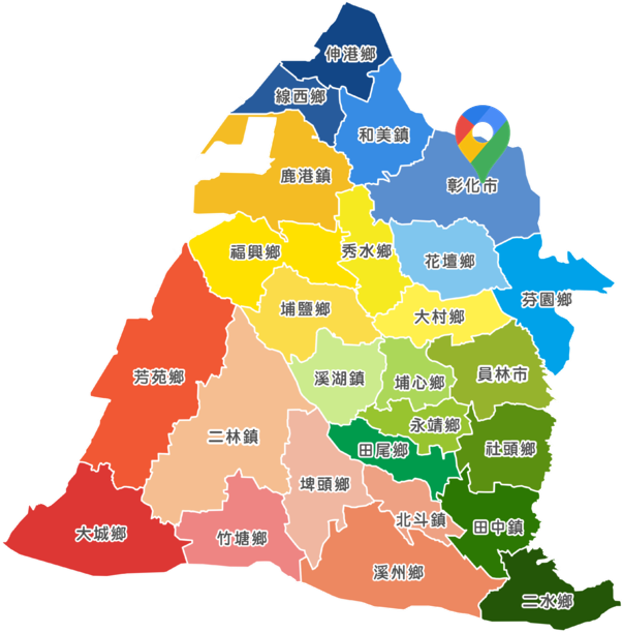 伸港鄉
線西鄉
和美鎮
鹿港鎮
彰化市
福興鄉
秀水鄉
花壇鄉
芬園鄉
埔鹽鄉
大村鄉
芳苑鄉
溪湖鎮
埔心鄉
員林市
二林鎮
永靖鄉
田尾鄉
社頭鄉
埤頭鄉
北斗鎮
田中鎮
大城鄉
竹塘鄉
溪州鄉
二水鄉